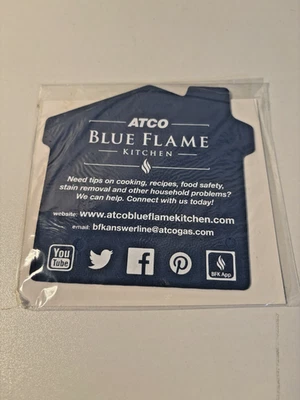 ATCO
BLUE FLAME
KITCHEN
Need tips on cooking, recipes, food safety,
stain removal and other household problems?
We can help. Connect with us today!
website: www.atcoblueflamekitchen.com
email: bfkanswerline@atcogas.com
You
Tube
f
BFK App